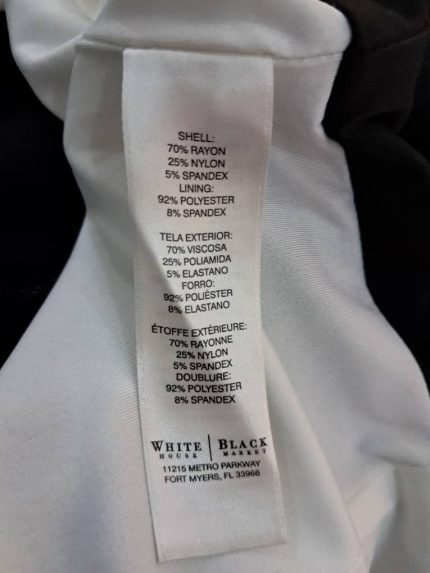 SHELL:
70% RAYON
25% NYLON
5% SPANDEX
LINING:
92% POLYESTER
8% SPANDEX
TELA EXTERIOR:
70% VISCOSA
25% POLIAMIDA
5% ELASTANO
FORRO:
92% POLIÉSTER
8% ELASTANO
ÉTOFFE EXTÉRIEURE:
70% RAYONNE
25% NYLON
5% SPANDEX
DOUBLURE:
92% POLYESTER
8% SPANDEX
WHITE | BLACK
HOUSE MARKET
11215 METRO PARKWAY
FORT MYERS, FL 33966